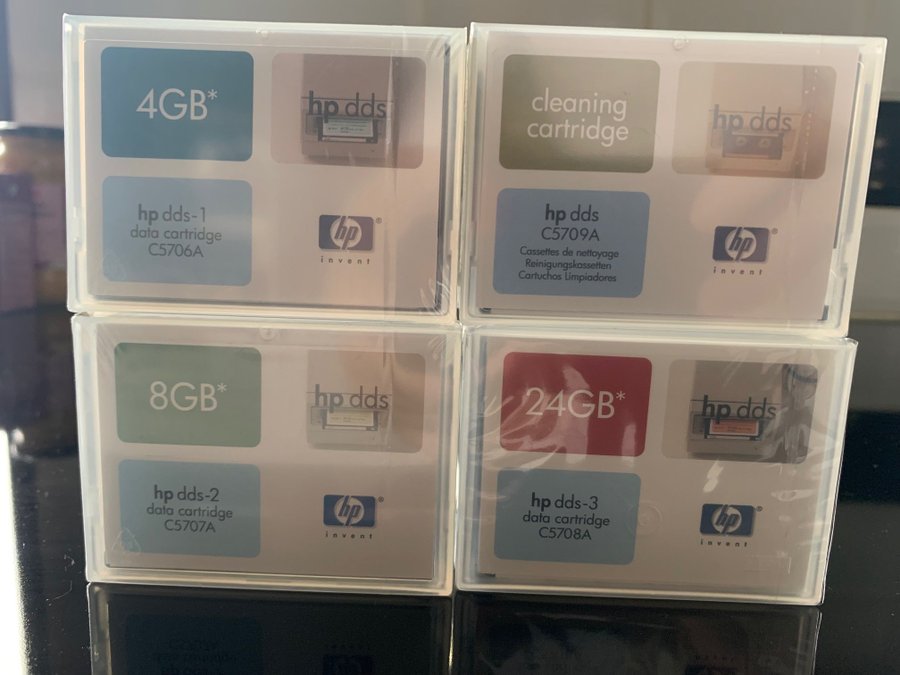 4GB*
hp dds
hp dds-1
data cartridge
C5706A
hp®
invent
cleaning
cartridge
hp dds
hp dds
C5709A
Cassettes de nettoyage
Reinigungskassetten
Cartuchos Limpiadores
hp®
invent
8GB*
hp dds
hp dds-2
data cartridge
C5707A
hp®
invent
24GB*
hp dds
hp dds-3
data cartridge
C5708A
hp®
invent